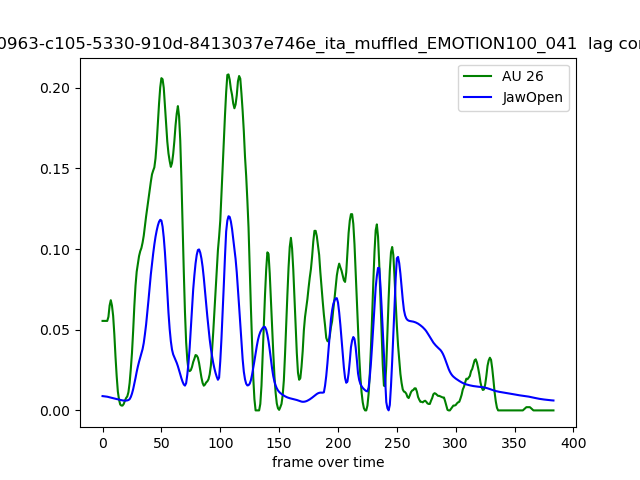 0963-c105-5330-910d-8413037e746e_ita_muffled_EMOTION100_041 lag cor
AU 26
JawOpen
0.20
0.15
0.10
0.05
0.00
0 50 100 150 200 250 300 350 400
frame over time